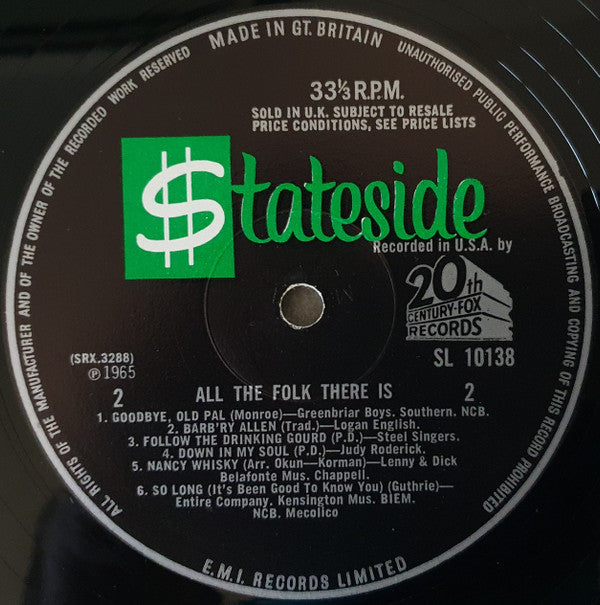 MADE IN GT. BRITAIN
UNAUTHORISED PUBLIC PERFORMANCE BROADCASTING AND COPYING OF THIS RECORD PROHIBITED
ALL RIGHTS OF THE MANUFACTURER AND OF THE OWNER OF THE RECORDED WORK RESERVED
33⅓ R.P.M.
SOLD IN U.K. SUBJECT TO RESALE
PRICE CONDITIONS, SEE PRICE LISTS
$tateside
Recorded in U.S.A. by
20th
CENTURY-FOX
RECORDS
(SRX.3288)
℗ 1965
SL 10138
2 ALL THE FOLK THERE IS 2
1. GOODBYE, OLD PAL (Monroe)—Greenbriar Boys. Southern. NCB.
2. BARB'RY ALLEN (Trad.)—Logan English.
3. FOLLOW THE DRINKING GOURD (P.D.)—Steel Singers.
4. DOWN IN MY SOUL (P.D.)—Judy Roderick.
5. NANCY WHISKY (Arr. Okun—Korman)—Lenny & Dick
Belafonte Mus. Chappell.
6. SO LONG (It's Been Good To Know You) (Guthrie)—
Entire Company. Kensington Mus. BIEM.
NCB. Mecolico
E.M.I. RECORDS LIMITED